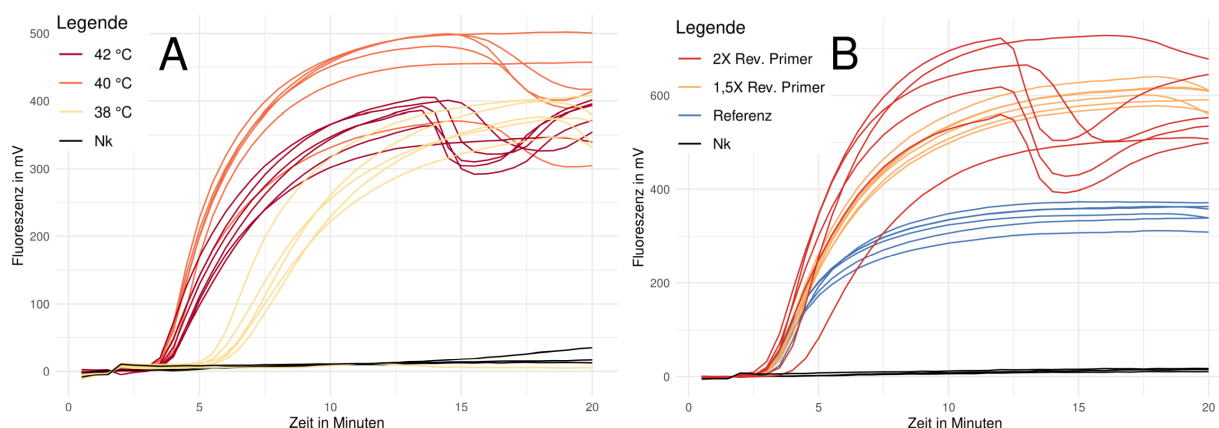 Legende
A
42 °C
40 °C
38 °C
Nk
Fluoreszenz in mV
500
400
300
200
100
0
0 5 10 15 20
Zeit in Minuten
Legende
B
2X Rev. Primer
1,5X Rev. Primer
Referenz
Nk
Fluoreszenz in mV
600
400
200
0
0 5 10 15 20
Zeit in Minuten